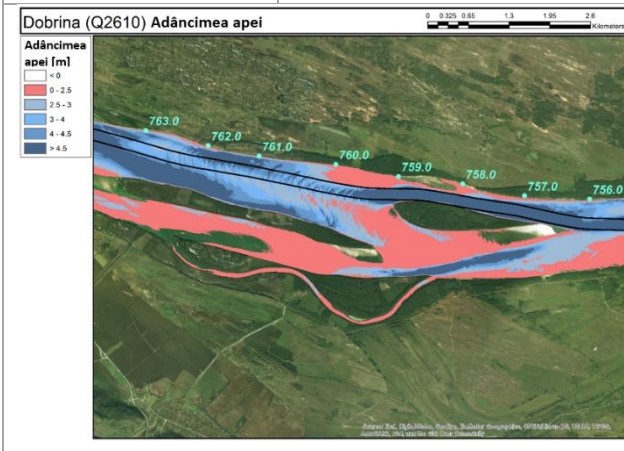 Dobrina (Q2610) Adâncimea apei
0 0.325 0.65 1.3 1.95 2.6
Kilometers
Adâncimea
apei [m]
< 0
0 - 2.5
2.5 - 3
3 - 4
4 - 4.5
> 4.5
763.0
762.0
761.0
760.0
759.0
758.0
757.0
756.0